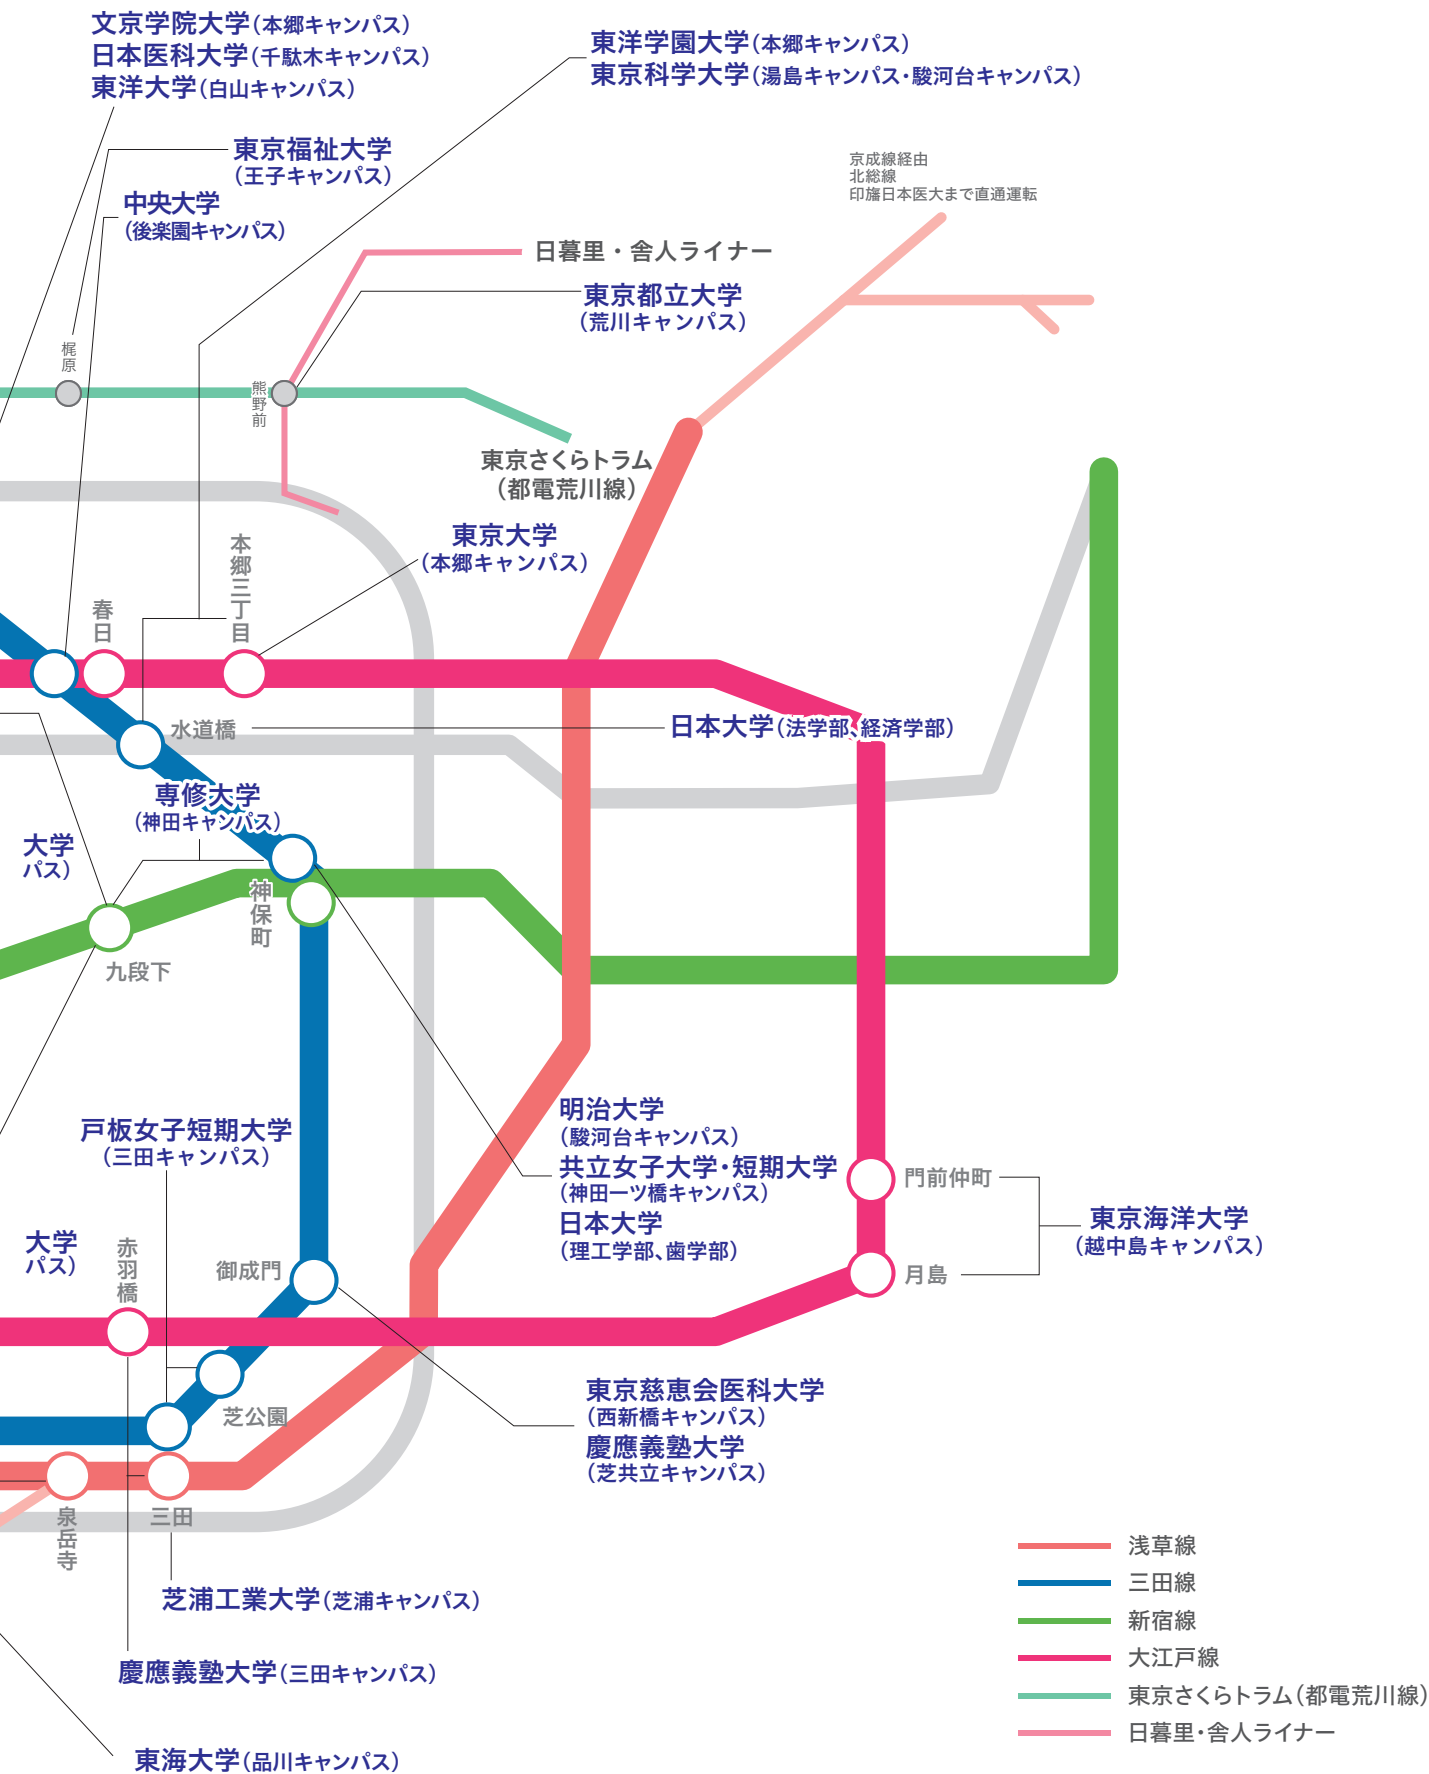 文京学院大学(本郷キャンパス)
日本医科大学(千駄木キャンパス)
東洋大学(白山キャンパス)
東洋学園大学(本郷キャンパス)
東京科学大学(湯島キャンパス・駿河台キャンパス)
東京福祉大学
(王子キャンパス)
中央大学
(後楽園キャンパス)
京成線経由
北総線
印旛日本医大まで直通運転
日暮里・舎人ライナー
東京都立大学
(荒川キャンパス)
梶原
熊野前
東京さくらトラム
(都電荒川線)
東京大学
(本郷キャンパス)
本郷三丁目
春日
水道橋
日本大学(法学部、経済学部)
専修大学
(神田キャンパス)
大学
パス)
神保町
九段下
明治大学
(駿河台キャンパス)
共立女子大学・短期大学
(神田一ツ橋キャンパス)
日本大学
(理工学部、歯学部)
戸板女子短期大学
(三田キャンパス)
門前仲町
東京海洋大学
(越中島キャンパス)
月島
大学
パス)
赤羽橋
御成門
芝公園
東京慈恵会医科大学
(西新橋キャンパス)
慶應義塾大学
(芝共立キャンパス)
泉岳寺
三田
芝浦工業大学(芝浦キャンパス)
慶應義塾大学(三田キャンパス)
東海大学(品川キャンパス)
浅草線
三田線
新宿線
大江戸線
東京さくらトラム(都電荒川線)
日暮里・舎人ライナー